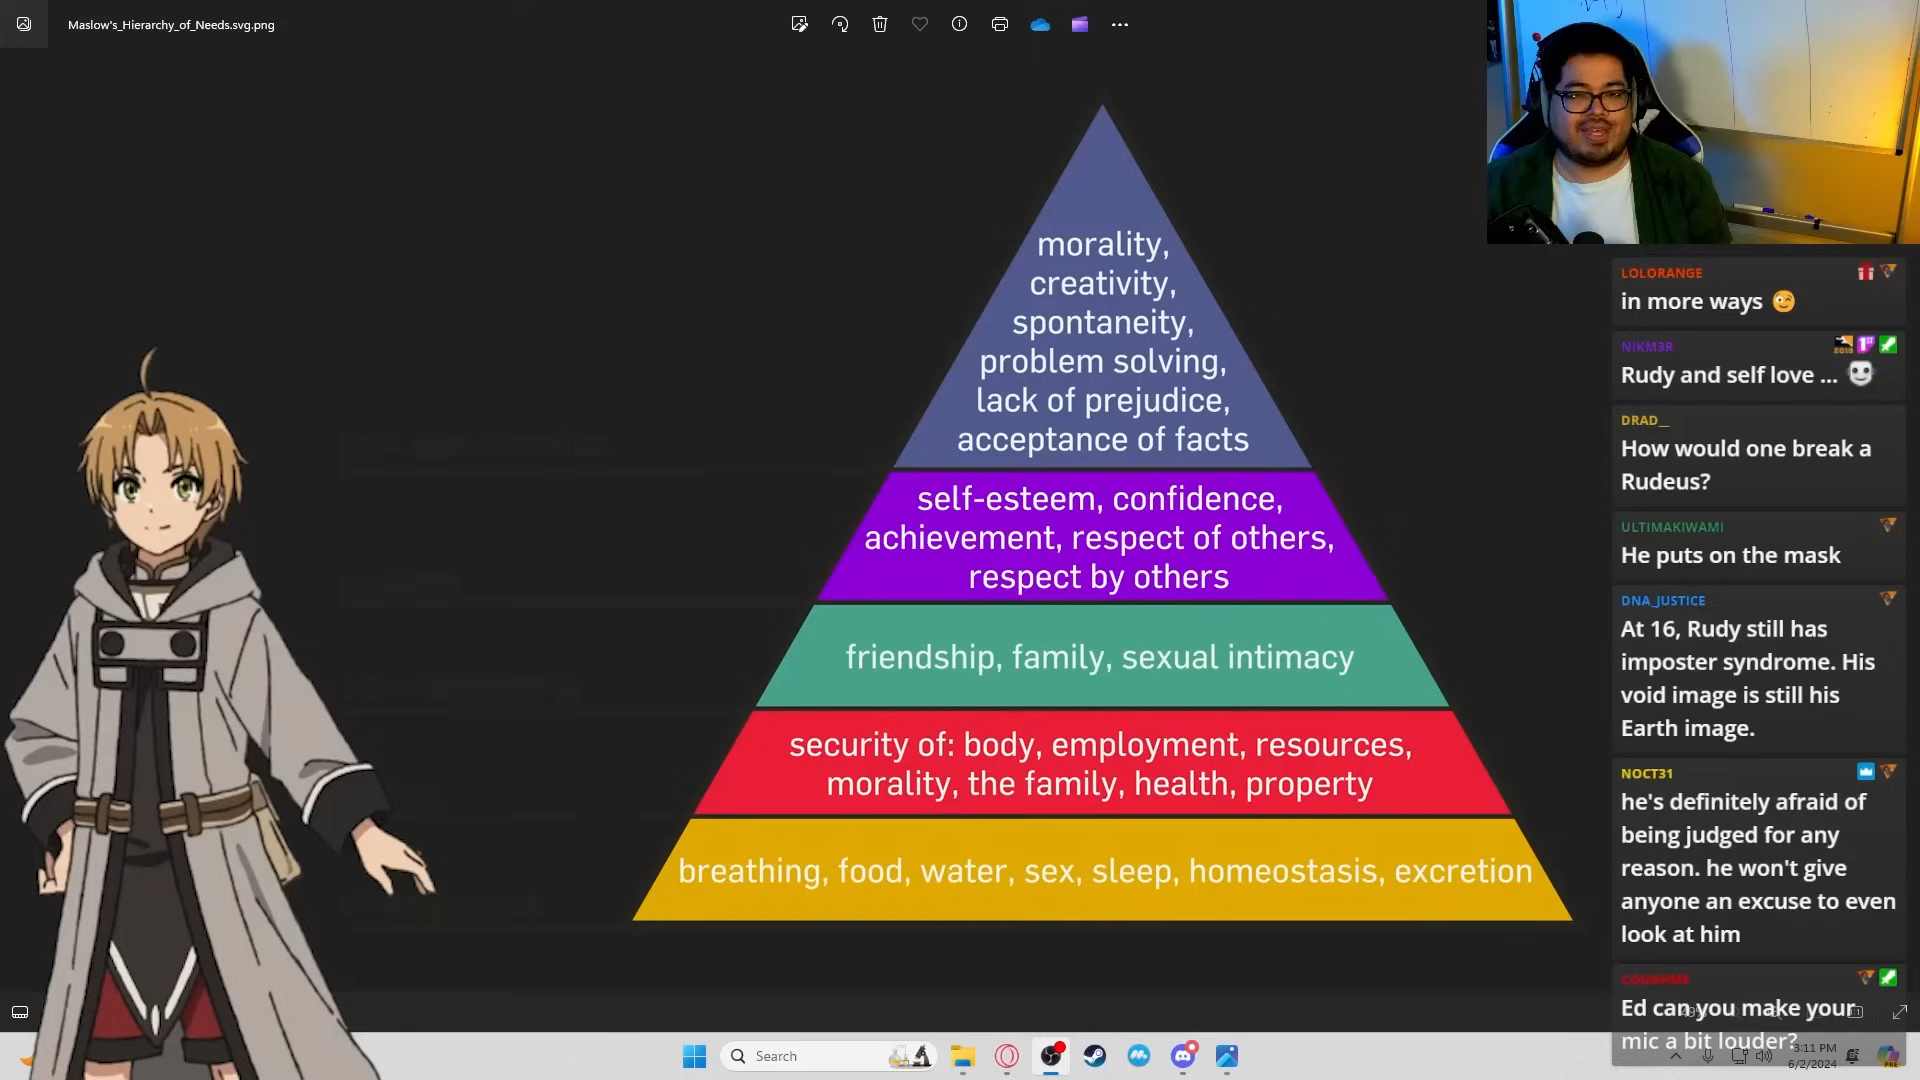 Maslow's_Hierarchy_of_Needs.svg.png
morality,
creativity,
spontaneity,
problem solving,
lack of prejudice,
acceptance of facts
self-esteem, confidence,
achievement, respect of others,
respect by others
friendship, family, sexual intimacy
security of: body, employment, resources,
morality, the family, health, property
breathing, food, water, sex, sleep, homeostasis, excretion
LOLORANGE
in more ways
NIKM3R
Rudy and self love ...
DRAD__
How would one break a
Rudeus?
ULTIMAKIWAMI
He puts on the mask
DNA_JUSTICE
At 16, Rudy still has
imposter syndrome. His
void image is still his
Earth image.
NOCT31
he's definitely afraid of
being judged for any
reason. he won't give
anyone an excuse to even
look at him
Ed can you make your
mic a bit louder?
Search
3:11 PM
6/2/2024
PRE